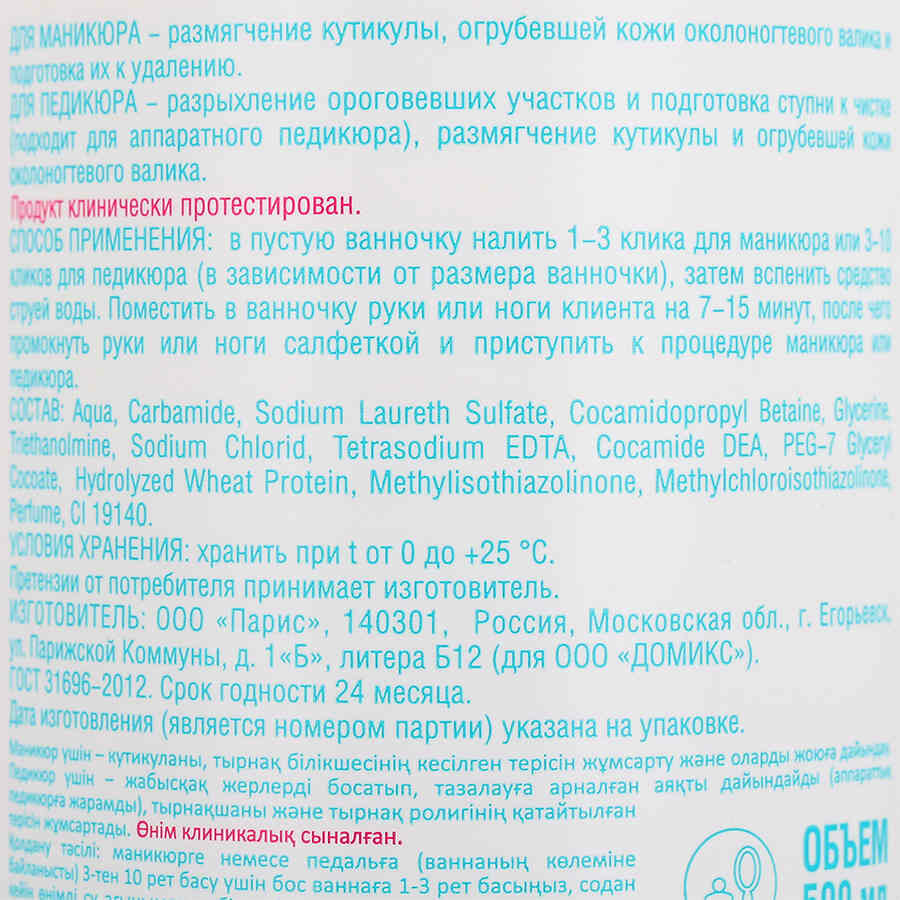 ДЛЯ МАНИКЮРА – размягчение кутикулы, огрубевшей кожи околоногтевого валика и
подготовка их к удалению.
ДЛЯ ПЕДИКЮРА – разрыхление ороговевших участков и подготовка ступни к чистке
(подходит для аппаратного педикюра), размягчение кутикулы и огрубевшей кожи
околоногтевого валика.
Продукт клинически протестирован.
СПОСОБ ПРИМЕНЕНИЯ: в пустую ванночку налить 1–3 клика для маникюра или 3-10
кликов для педикюра (в зависимости от размера ванночки), затем вспенить средство
струей воды. Поместить в ванночку руки или ноги клиента на 7–15 минут, после чего
промокнуть руки или ноги салфеткой и приступить к процедуре маникюра или
педикюра.
СОСТАВ: Aqua, Carbamide, Sodium Laureth Sulfate, Cocamidopropyl Betaine, Glycerine,
Triethanolmine, Sodium Chlorid, Tetrasodium EDTA, Cocamide DEA, PEG–7 Glyceryl
Cocoate, Hydrolyzed Wheat Protein, Methylisothiazolinone, Methylchloroisothiazolinone,
Perfume, CI 19140.
УСЛОВИЯ ХРАНЕНИЯ: хранить при t от 0 до +25 °C.
Претензии от потребителя принимает изготовитель.
ИЗГОТОВИТЕЛЬ: ООО «Парис», 140301, Россия, Московская обл., г. Егорьевск,
ул. Парижской Коммуны, д. 1«Б», литера Б12 (для ООО «ДОМИКС»).
ГОСТ 31696–2012. Срок годности 24 месяца.
Дата изготовления (является номером партии) указана на упаковке.
Маникюр үшін – кутикуланы, тырнақ білікшесінің кесілген терісін жұмсарту және оларды жоюға дайындау
Педикюр үшін – жабысқақ жерлерді босатып, тазалауға арналған аяқты дайындайды (аппараттық
педикюрға жарамды), тырнақшаны және тырнақ ролигінің қатайтылған
терісін жұмсартады. Өнім клиникалық сыналған.
Қолдану тәсілі: маникюрге немесе педальға (ваннаның көлеміне
байланысты) 3-тен 10 рет басу үшін бос ваннаға 1-3 рет басыңыз, содан
ОБЪЕМ
500 мл